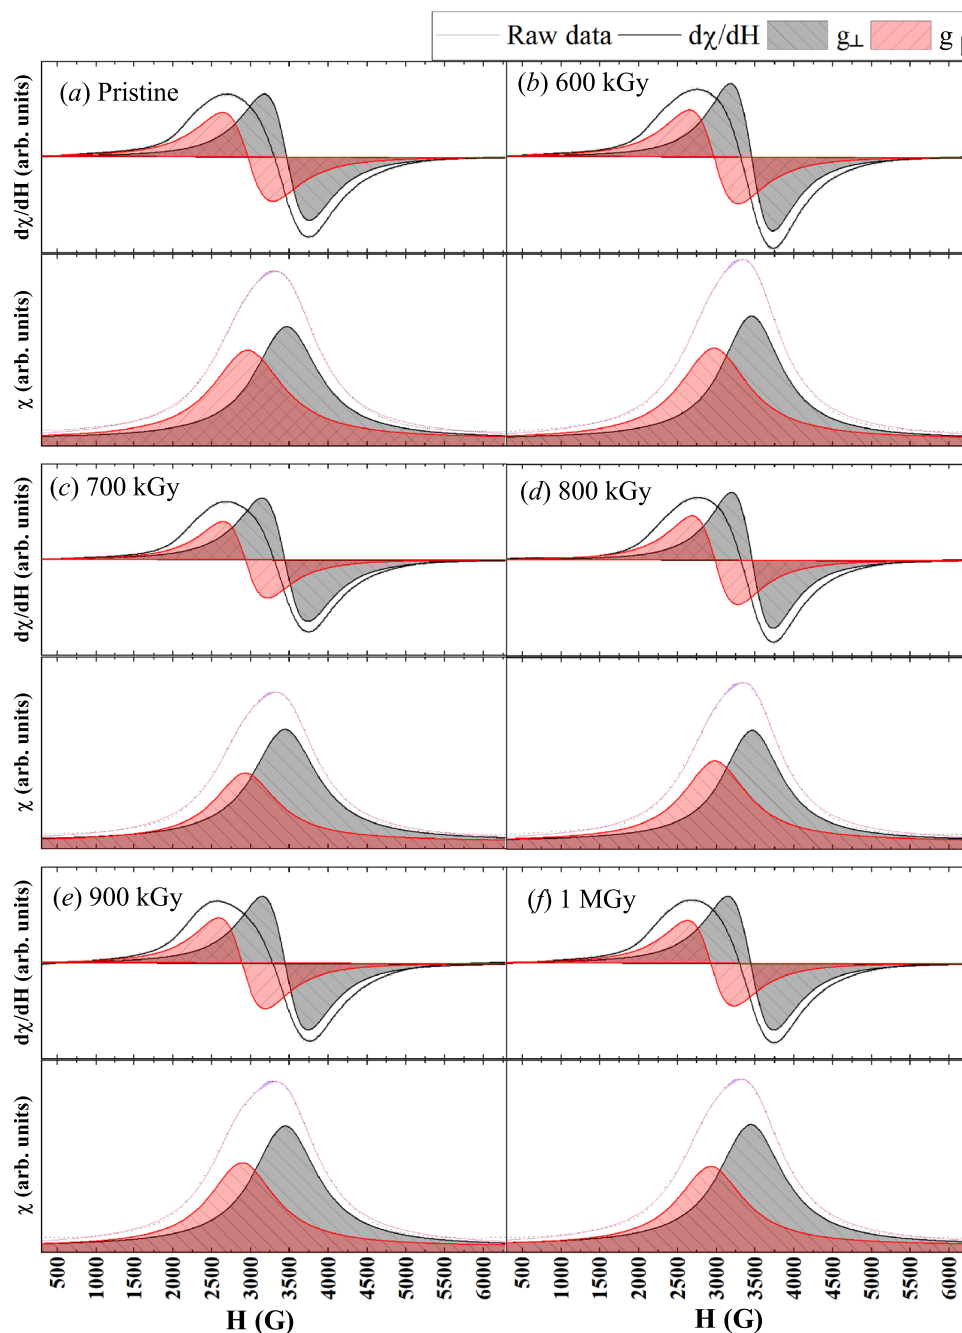 Raw data dχ/dH g⊥ g
(a) Pristine
(b) 600 kGy
dχ/dH (arb. units)
χ (arb. units)
(c) 700 kGy
(d) 800 kGy
dχ/dH (arb. units)
χ (arb. units)
(e) 900 kGy
(f) 1 MGy
dχ/dH (arb. units)
χ (arb. units)
500 1000 1500 2000 2500 3000 3500 4000 4500 5000 5500 6000
500 1000 1500 2000 2500 3000 3500 4000 4500 5000 5500 6000
H (G)
H (G)